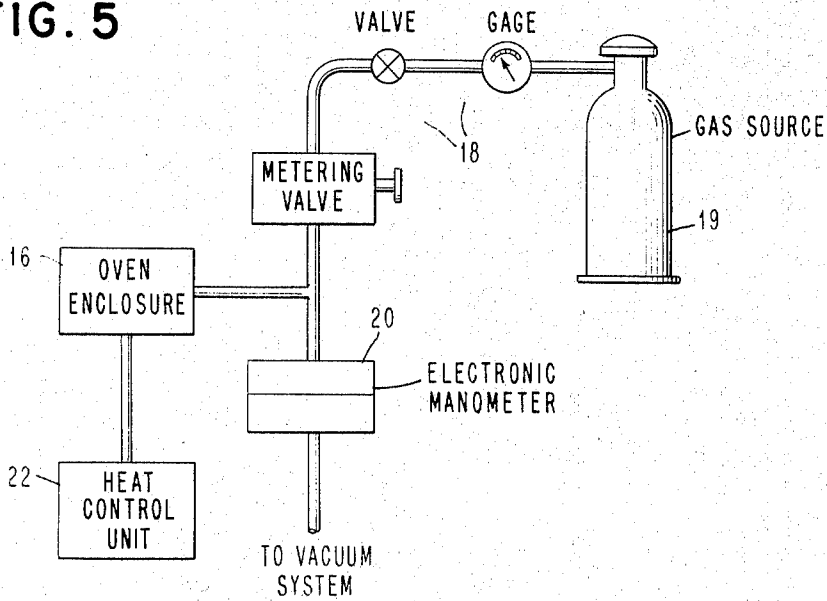 FIG. 5
VALVE
GAGE
GAS SOURCE
18
METERING
VALVE
19
16
OVEN
ENCLOSURE
20
ELECTRONIC
MANOMETER
22
HEAT
CONTROL
UNIT
TO VACUUM
SYSTEM